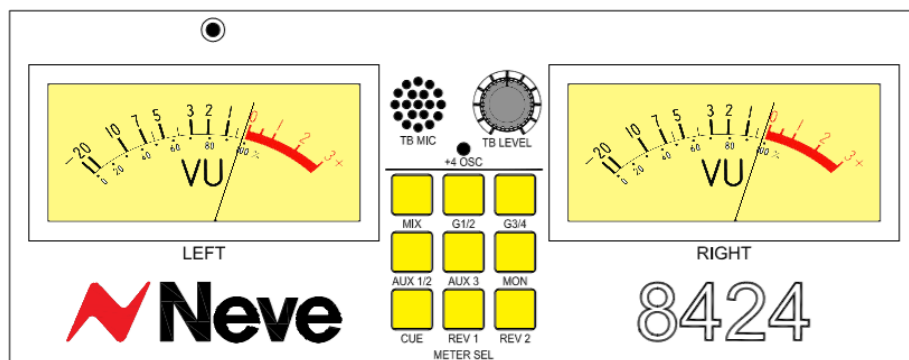 -20 10 7 5 3 2 1 0 1 2 3+
0 20 40 60 80 100 %
VU
LEFT
TB MIC
TB LEVEL
+4 OSC
MIX G1/2 G3/4
AUX 1/2 AUX 3 MON
CUE REV 1 REV 2
METER SEL
-20 10 7 5 3 2 1 0 1 2 3+
0 20 40 60 80 100 %
VU
RIGHT
Neve
8424